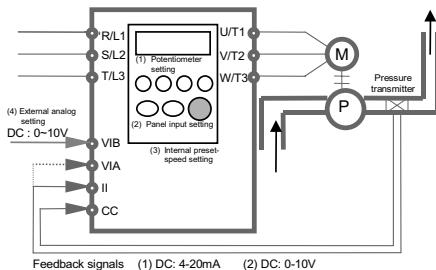 R/L1
S/L2
T/L3
(1) Potentiometer
setting
(2) Panel input setting
(3) Internal preset-
speed setting
U/T1
V/T2
W/T3
M
P
Pressure
transmitter
(4) External analog
setting
DC : 0~10V
VIB
VIA
II
CC
Feedback signals (1) DC: 4-20mA (2) DC: 0-10V